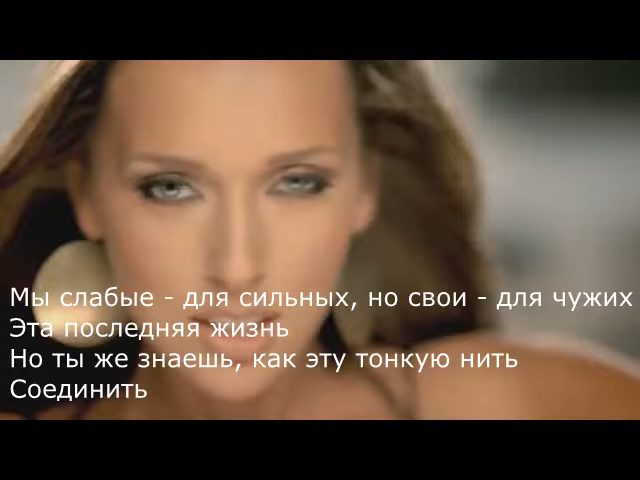 Мы слабые - для сильных, но свои - для чужих
Эта последняя жизнь
Но ты же знаешь, как эту тонкую нить
Соединить